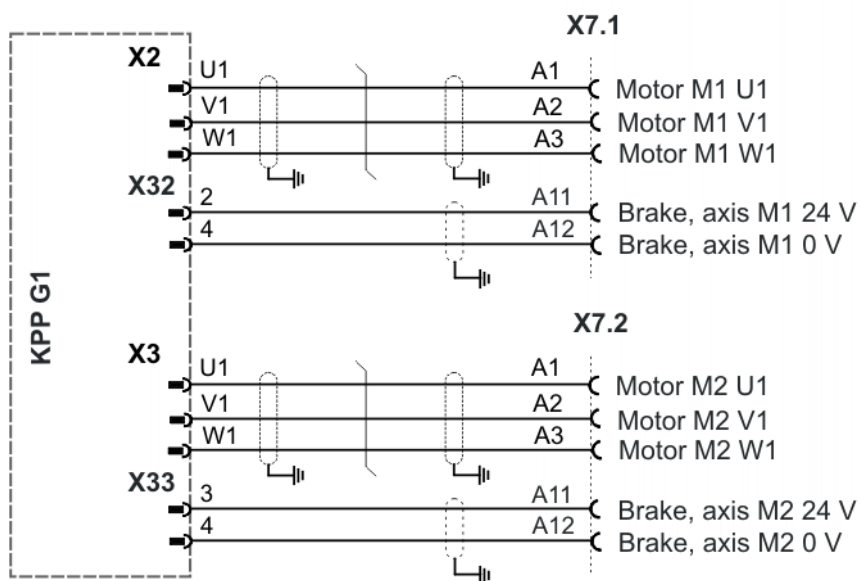 X7.1
X2
U1 A1 Motor M1 U1
V1 A2 Motor M1 V1
W1 A3 Motor M1 W1
X32
2 A11 Brake, axis M1 24 V
4 A12 Brake, axis M1 0 V
KPP G1
X7.2
X3
U1 A1 Motor M2 U1
V1 A2 Motor M2 V1
W1 A3 Motor M2 W1
X33
3 A11 Brake, axis M2 24 V
4 A12 Brake, axis M2 0 V